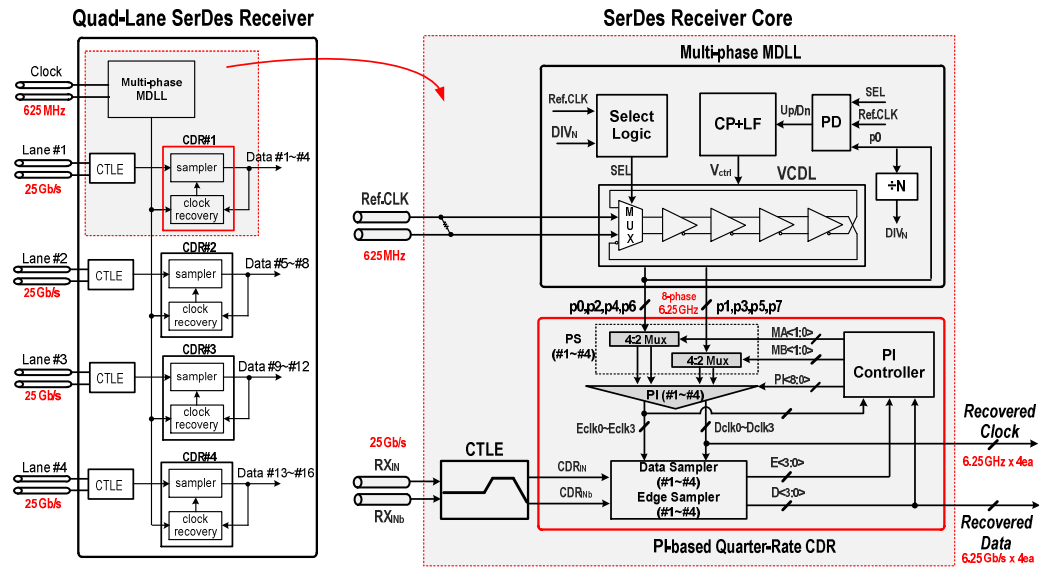 Quad-Lane SerDes Receiver
Clock
625 MHz
Multi-phase
MDLL
Lane #1
25Gb/s
CTLE
CDR#1
sampler
clock
recovery
Data #1~#4
Lane #2
25Gb/s
CTLE
CDR#2
sampler
clock
recovery
Data #5~#8
Lane #3
25Gb/s
CTLE
CDR#3
sampler
clock
recovery
Data #9~#12
Lane #4
25Gb/s
CTLE
CDR#4
sampler
clock
recovery
Data #13~#16
SerDes Receiver Core
Multi-phase MDLL
Ref.CLK
DIVN
Select
Logic
SEL
CP+LF
Vctrl
Up/Dn
PD
SEL
Ref.CLK
p0
÷N
DIVN
VCDL
MUX
Ref.CLK
625MHz
p0,p2,p4,p6
8-phase
6.25GHz
p1,p3,p5,p7
PS
(#1~#4)
4:2 Mux
4:2 Mux
MA<1:0>
MB<1:0>
PI<8:0>
PI
Controller
PI (#1~#4)
Eclk0~Eclk3
Dclk0~Dclk3
25Gb/s
RXIN
RXINb
CTLE
CDRIN
CDRINb
Data Sampler
(#1~#4)
Edge Sampler
(#1~#4)
E<3:0>
D<3:0>
Recovered
Clock
6.25GHz x 4ea
Recovered
Data
6.25Gb/s x 4ea
PI-based Quarter-Rate CDR